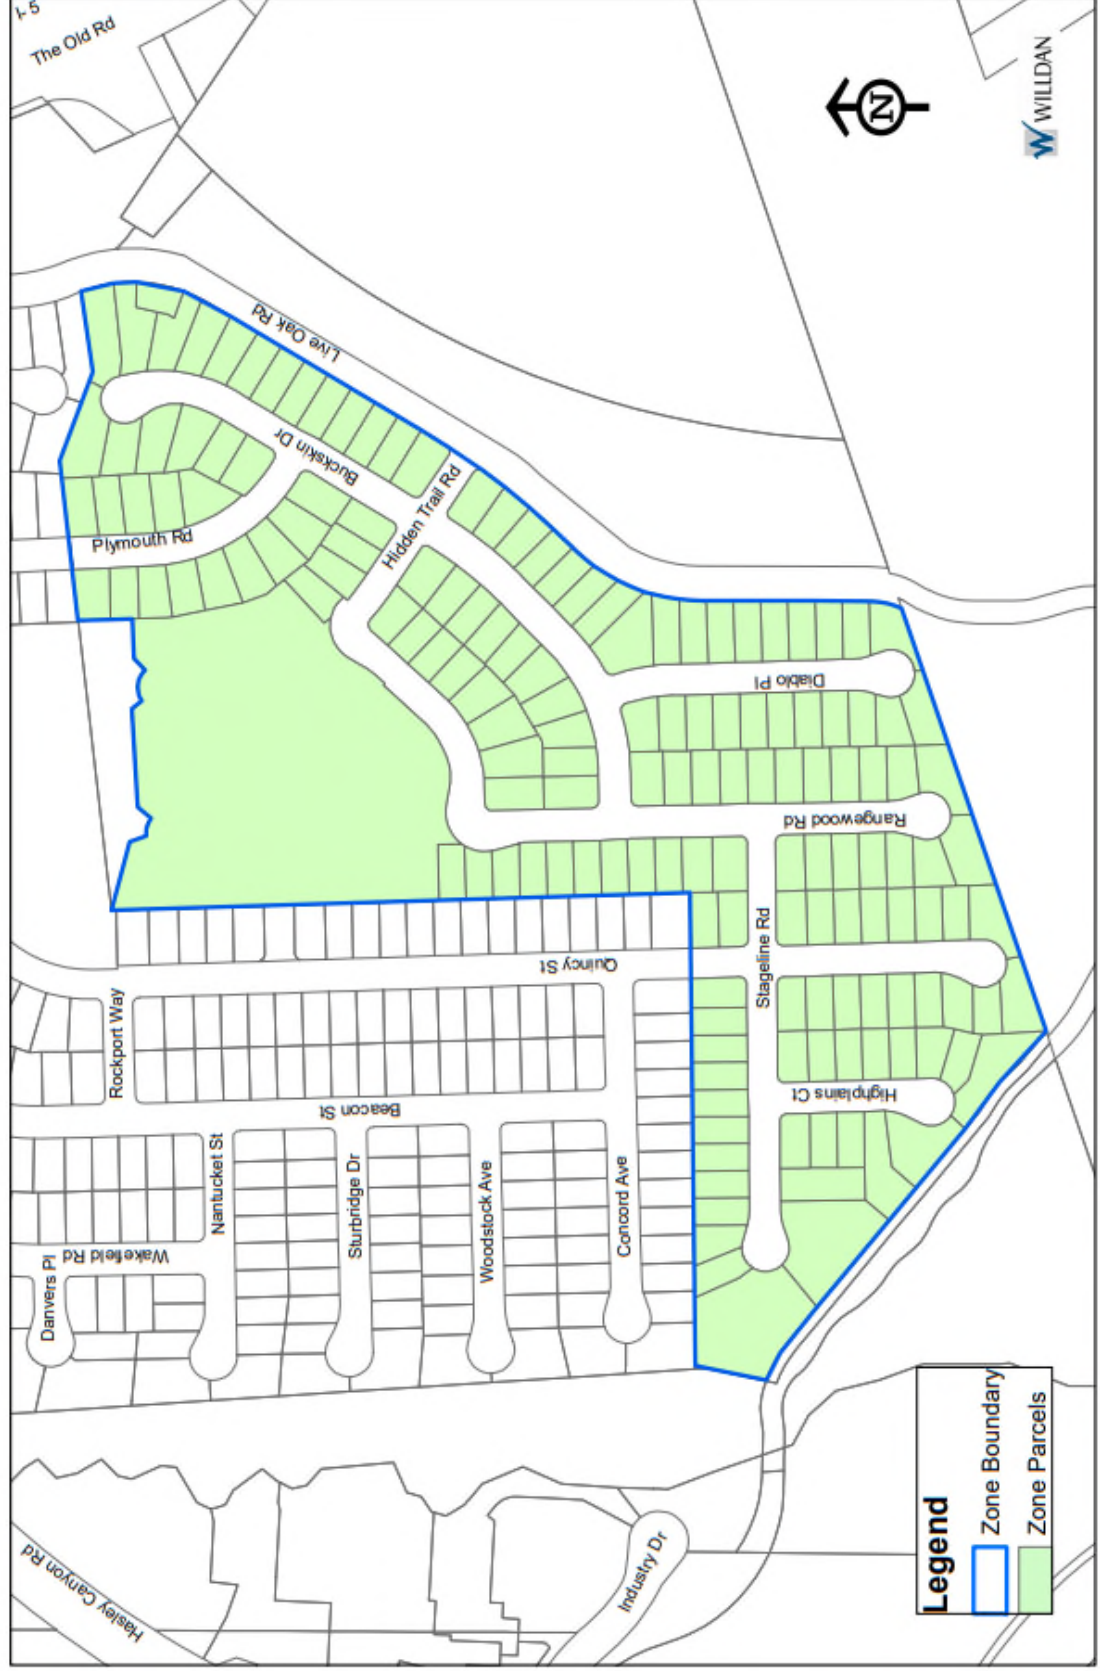 I-5
The Old Rd
N
WILLDAN
Live Oak Rd
Buckskin Dr
Plymouth Rd
Hidden Trail Rd
Diablo Pl
Rangewood Rd
Stageline Rd
Quincy St
Rockport Way
Beacon St
Highplains Ct
Nantucket St
Sturbridge Dr
Woodstock Ave
Concord Ave
Wakefield Rd
Danvers Pl
Hasley Canyon Rd
Industry Dr
Legend
Zone Boundary
Zone Parcels